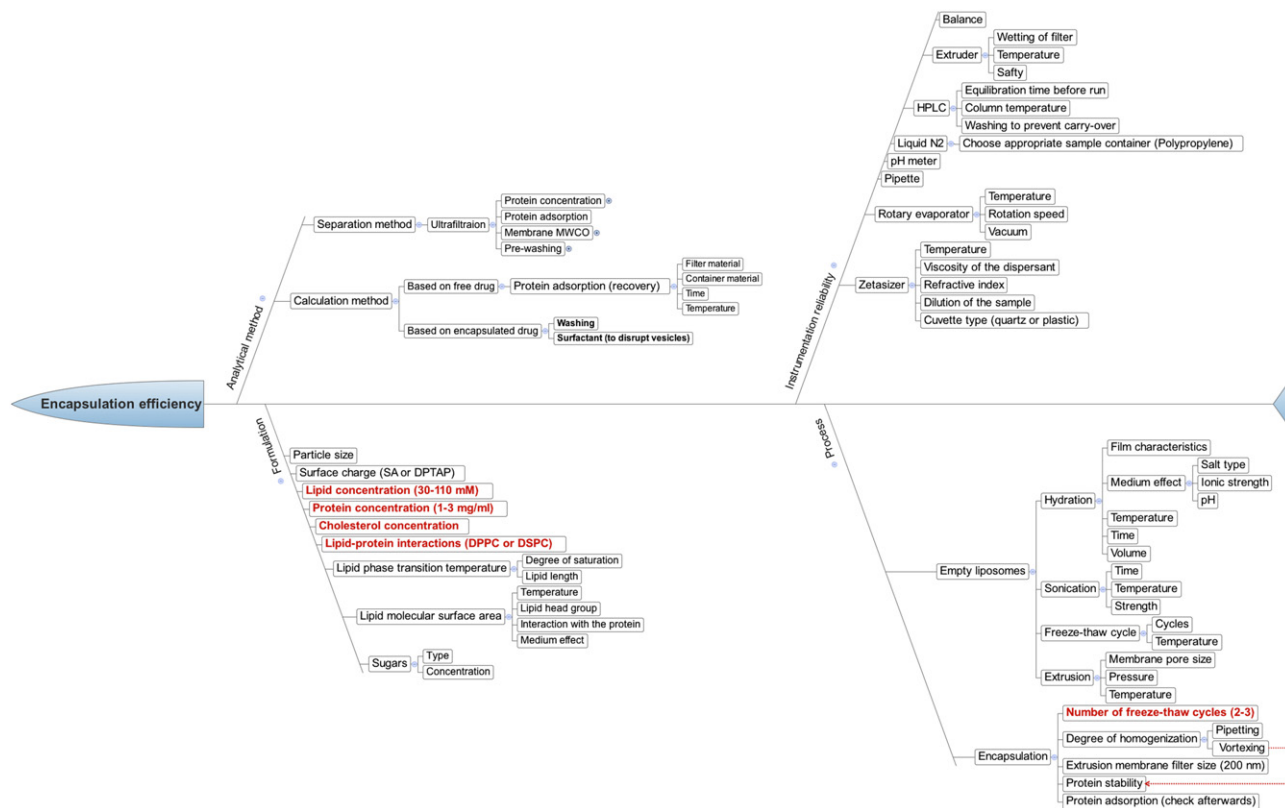 Balance
Extruder
Wetting of filter
Temperature
Safty
HPLC
Equilibration time before run
Column temperature
Washing to prevent carry-over
Liquid N2
Choose appropriate sample container (Polypropylene)
pH meter
Pipette
Rotary evaporator
Temperature
Rotation speed
Vacuum
Zetasizer
Temperature
Viscosity of the dispersant
Refractive index
Dilution of the sample
Cuvette type (quartz or plastic)
Instrumentation reliability
Separation method
Ultrafiltraion
Protein concentration
Protein adsorption
Membrane MWCO
Pre-washing
Calculation method
Based on free drug
Protein adsorption (recovery)
Filter material
Container material
Time
Temperature
Based on encapsulated drug
Washing
Surfactant (to disrupt vesicles)
Analytical method
Encapsulation efficiency
Formulation
Particle size
Surface charge (SA or DPTAP)
Lipid concentration (30-110 mM)
Protein concentration (1-3 mg/ml)
Cholesterol concentration
Lipid-protein interactions (DPPC or DSPC)
Lipid phase transition temperature
Degree of saturation
Lipid length
Lipid molecular surface area
Temperature
Lipid head group
Interaction with the protein
Medium effect
Sugars
Type
Concentration
Process
Empty liposomes
Hydration
Film characteristics
Medium effect
Salt type
Ionic strength
pH
Temperature
Time
Volume
Sonication
Time
Temperature
Strength
Freeze-thaw cycle
Cycles
Temperature
Extrusion
Membrane pore size
Pressure
Temperature
Encapsulation
Number of freeze-thaw cycles (2-3)
Degree of homogenization
Pipetting
Vortexing
Extrusion membrane filter size (200 nm)
Protein stability
Protein adsorption (check afterwards)